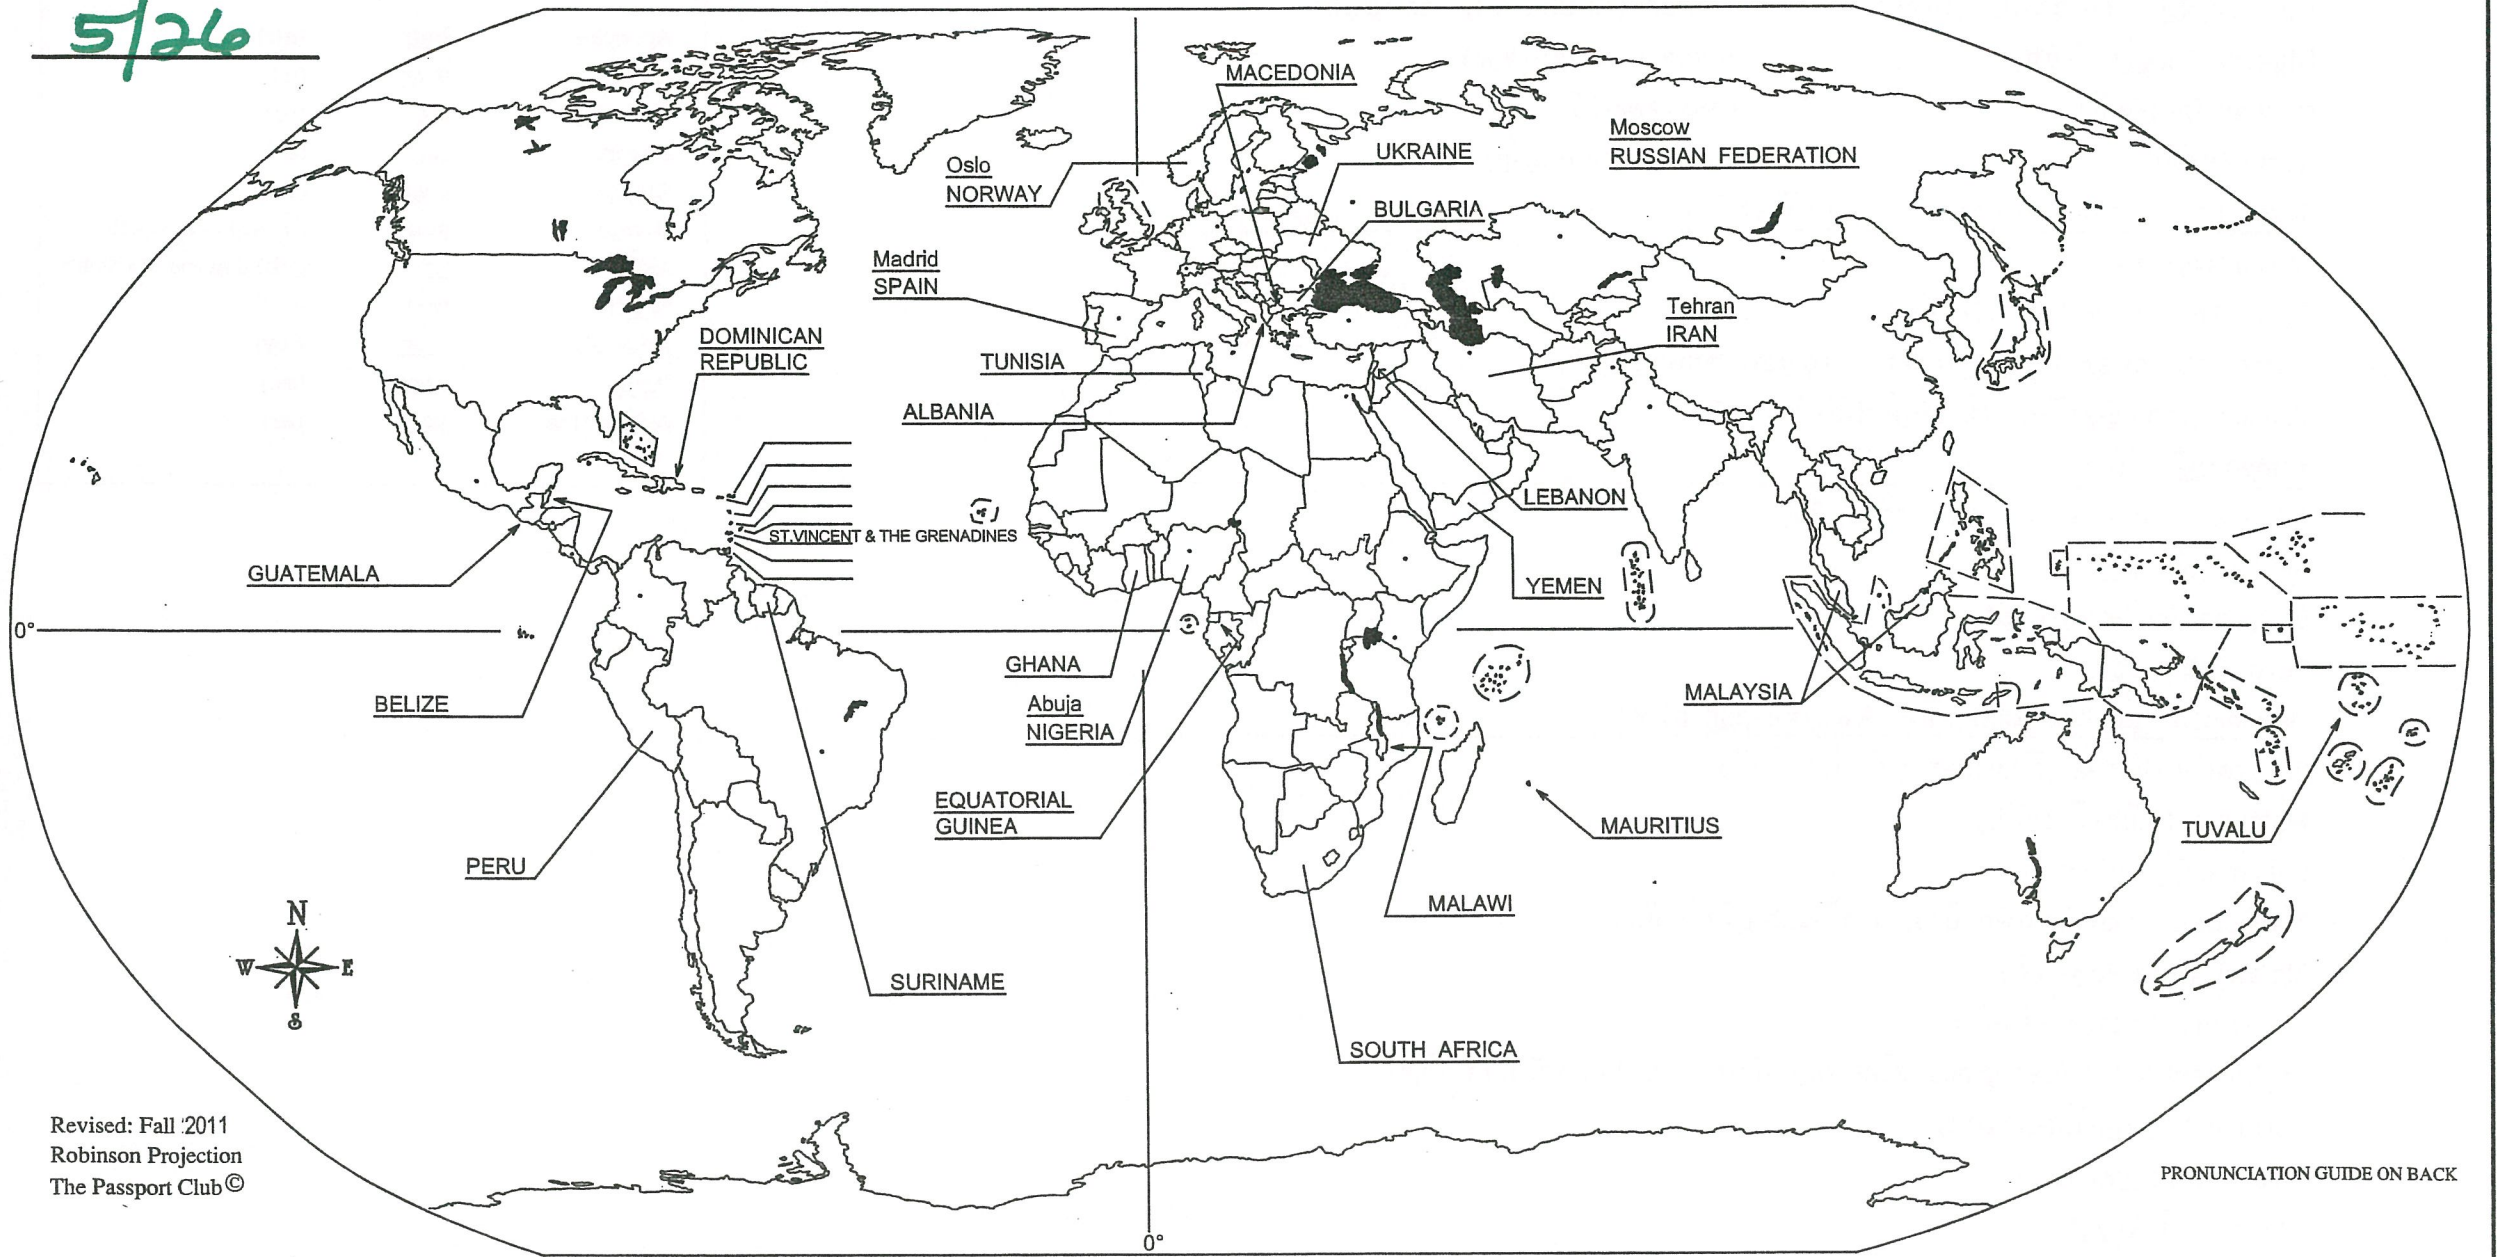 5/26
MACEDONIA
Moscow
RUSSIAN FEDERATION
UKRAINE
Oslo
NORWAY
BULGARIA
Madrid
SPAIN
Tehran
IRAN
DOMINICAN
REPUBLIC
TUNISIA
ALBANIA
LEBANON
ST.VINCENT & THE GRENADINES
GUATEMALA
YEMEN
0°
GHANA
MALAYSIA
BELIZE
Abuja
NIGERIA
EQUATORIAL
GUINEA
MAURITIUS
TUVALU
PERU
MALAWI
N
W E
S
SURINAME
SOUTH AFRICA
Revised: Fall 2011
Robinson Projection
The Passport Club ©
PRONUNCIATION GUIDE ON BACK
0°